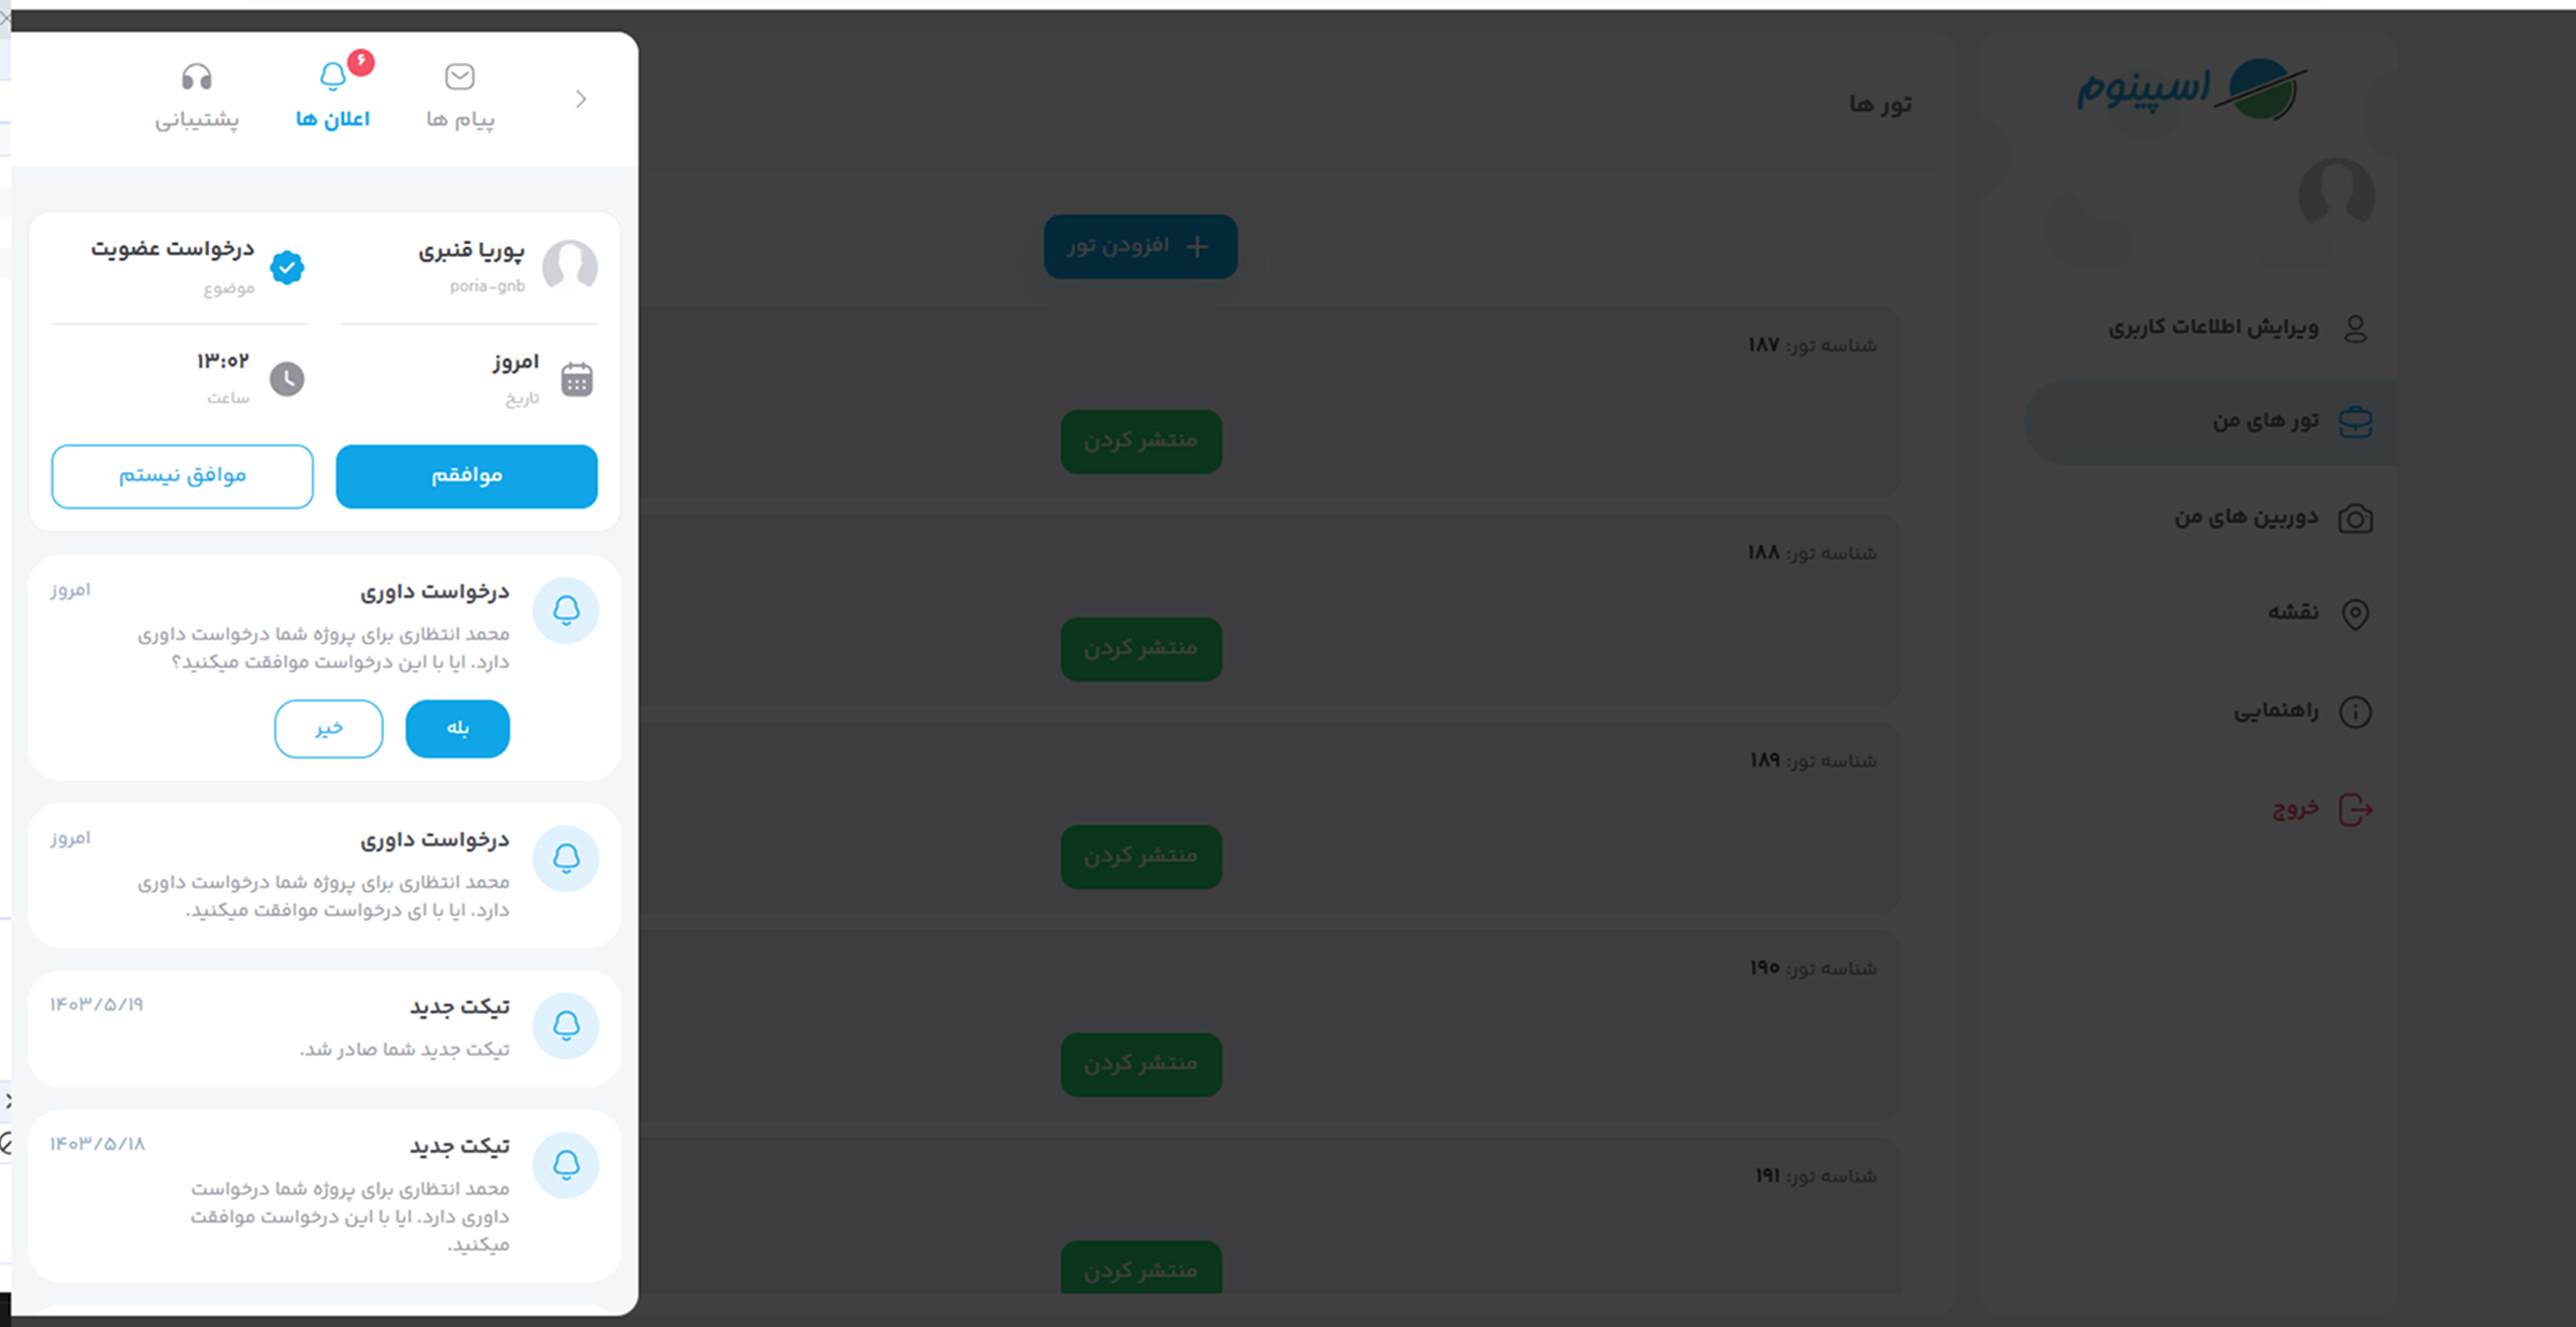 اسپینوم
ویرایش اطلاعات کاربری
تور های من
دوربین های من
نقشه
راهنمایی
خروج
تور ها
افزودن تور
شناسه تور: ۱۸۷
منتشر کردن
شناسه تور: ۱۸۸
منتشر کردن
شناسه تور: ۱۸۹
منتشر کردن
شناسه تور: ۱۹۰
منتشر کردن
شناسه تور: ۱۹۱
منتشر کردن
پیام ها
۶
اعلان ها
پشتیبانی
پوریا قنبری
poria-gnb
درخواست عضویت
موضوع
امروز
تاریخ
۱۳:۰۲
ساعت
موافقم
موافق نیستم
درخواست داوری
امروز
محمد انتظاری برای پروژه شما درخواست داوری
دارد. ایا با این درخواست موافقت میکنید؟
بله
خیر
درخواست داوری
امروز
محمد انتظاری برای پروژه شما درخواست داوری
دارد. ایا با ای درخواست موافقت میکنید.
تیکت جدید
۱۴۰۳/۵/۱۹
تیکت جدید شما صادر شد.
تیکت جدید
۱۴۰۳/۵/۱۸
محمد انتظاری برای پروژه شما درخواست
داوری دارد. ایا با این درخواست موافقت
میکنید.